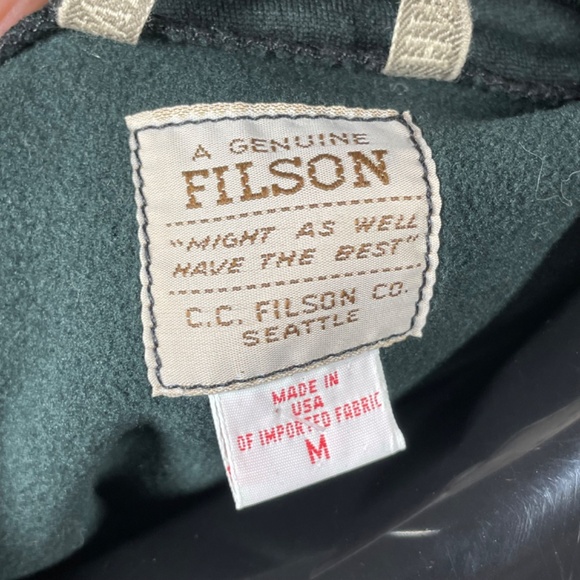 A GENUINE
FILSON
"MIGHT AS WELL
HAVE THE BEST"
C.C. FILSON CO.
SEATTLE
MADE IN
USA
OF IMPORTED FABRIC
M